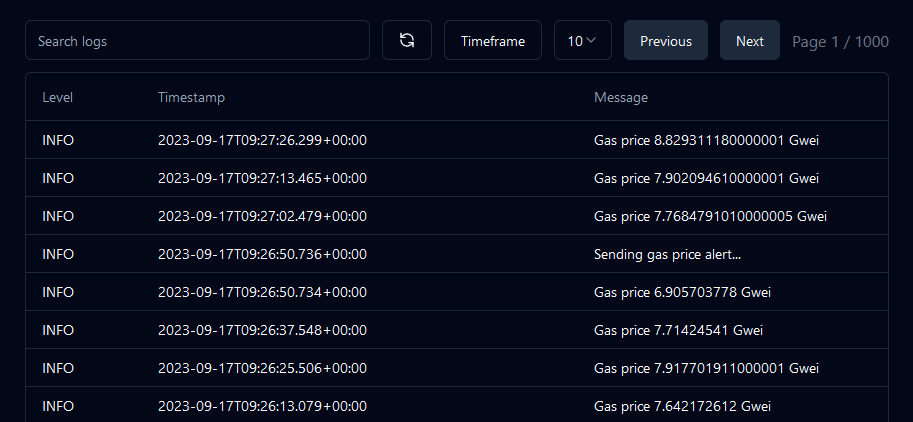 Search logs Timeframe 10 Previous Next Page 1 / 1000
Level Timestamp Message
INFO 2023-09-17T09:27:26.299+00:00 Gas price 8.829311180000001 Gwei
INFO 2023-09-17T09:27:13.465+00:00 Gas price 7.902094610000001 Gwei
INFO 2023-09-17T09:27:02.479+00:00 Gas price 7.7684791010000005 Gwei
INFO 2023-09-17T09:26:50.736+00:00 Sending gas price alert...
INFO 2023-09-17T09:26:50.734+00:00 Gas price 6.905703778 Gwei
INFO 2023-09-17T09:26:37.548+00:00 Gas price 7.71424541 Gwei
INFO 2023-09-17T09:26:25.506+00:00 Gas price 7.917701911000001 Gwei
INFO 2023-09-17T09:26:13.079+00:00 Gas price 7.642172612 Gwei